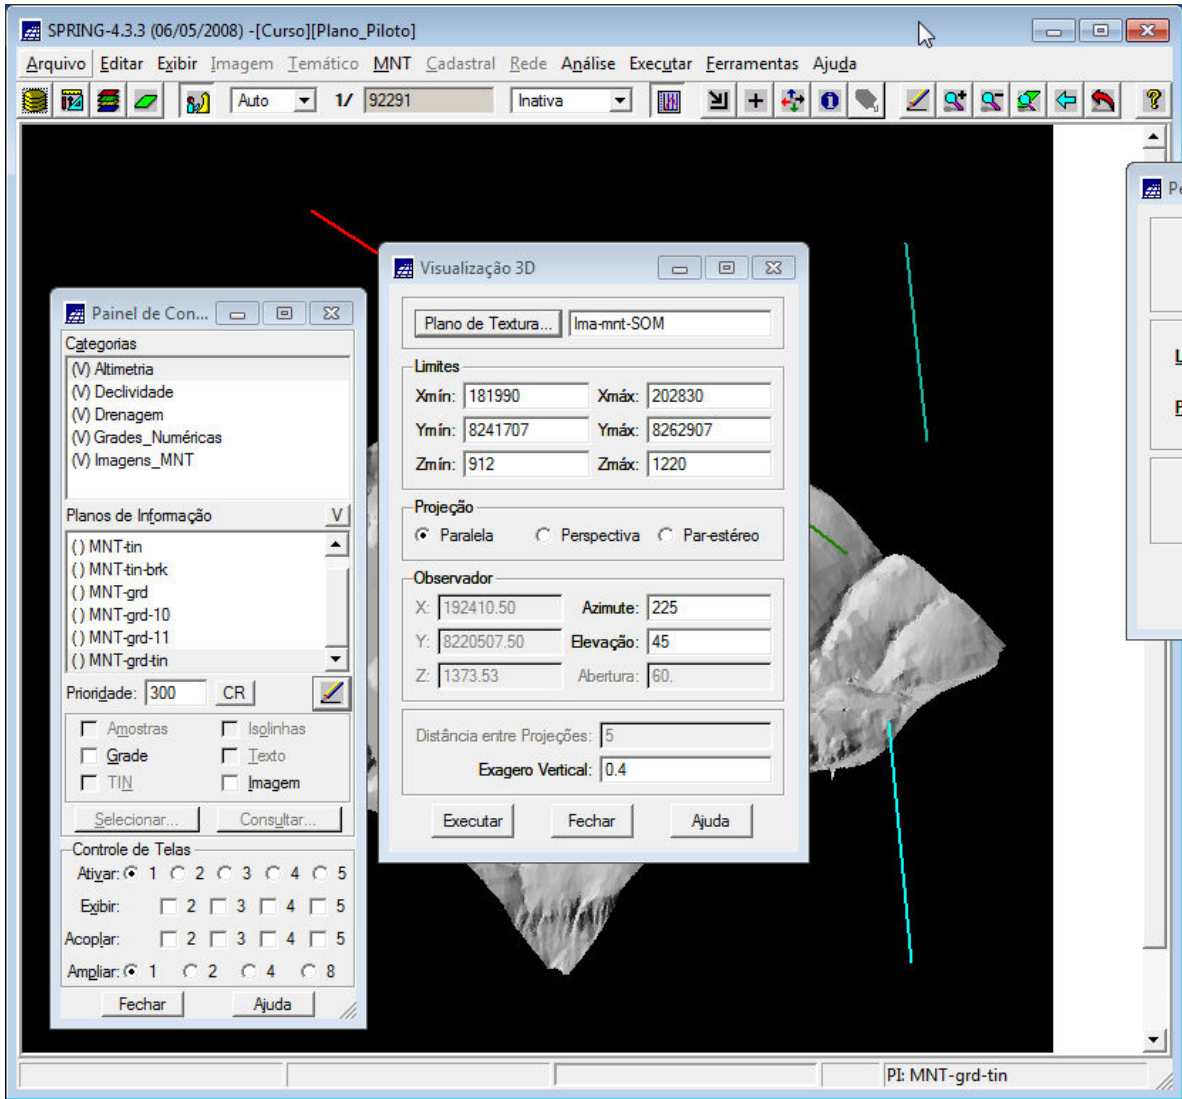 SPRING-4.3.3 (06/05/2008) -[Curso][Plano_Piloto]
Arquivo Editar Exibir Imagem Temático MNT Cadastral Rede Análise Executar Ferramentas Ajuda
Auto 1/ 92291 Inativa
Painel de Con...
Categorias
(V) Altimetria
(V) Declividade
(V) Drenagem
(V) Grades_Numéricas
(V) Imagens_MNT
Planos de Informação V
( ) MNT-tin
( ) MNT-tin-brk
( ) MNT-grd
( ) MNT-grd-10
( ) MNT-grd-11
( ) MNT-grd-tin
Prioridade: 300 CR
Amostras Isolinhas
Grade Texto
TIN Imagem
Selecionar... Consultar...
Controle de Telas
Ativar: 1 2 3 4 5
Exibir: 2 3 4 5
Acoplar: 2 3 4 5
Ampliar: 1 2 4 8
Fechar Ajuda
Visualização 3D
Plano de Textura... Ima-mnt-SOM
Limites
Xmín: 181990 Xmáx: 202830
Ymín: 8241707 Ymáx: 8262907
Zmín: 912 Zmáx: 1220
Projeção
Paralela Perspectiva Par-estéreo
Observador
X: 192410.50 Azimute: 225
Y: 8220507.50 Elevação: 45
Z: 1373.53 Abertura: 60.
Distância entre Projeções: 5
Exagero Vertical: 0.4
Executar Fechar Ajuda
PI: MNT-grd-tin